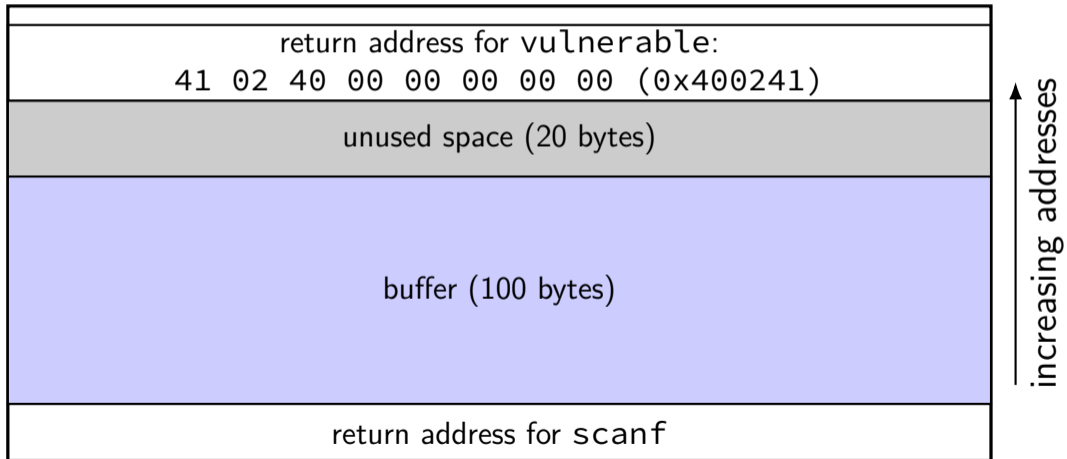 return address for vulnerable:
41 02 40 00 00 00 00 00 (0x400241)
unused space (20 bytes)
buffer (100 bytes)
return address for scanf
increasing addresses